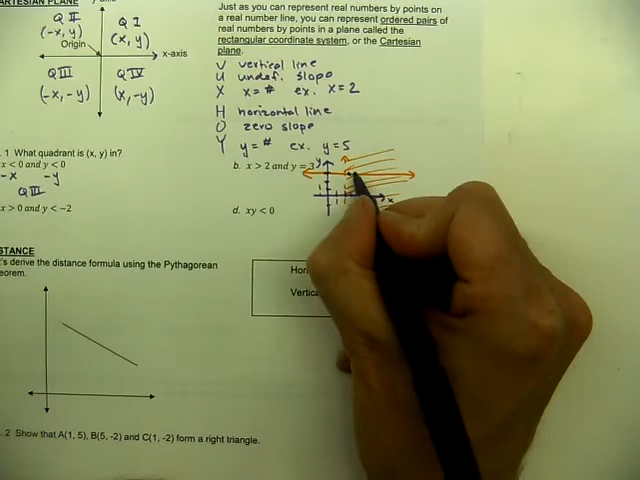 CARTESIAN PLANE
Q II
(-x, y)
Q I
(x, y)
Origin
x-axis
Q III
(-x, -y)
Q IV
(x, -y)
Just as you can represent real numbers by points on
a real number line, you can represent ordered pairs of
real numbers by points in a plane called the
rectangular coordinate system, or the Cartesian
plane.
V vertical line
U undef. slope
X x = # ex. x = 2
H horizontal line
O zero slope
Y y = # ex. y = 5
. 1 What quadrant is (x, y) in?
x < 0 and y < 0
-x -y
Q III
b. x > 2 and y = 3
y
x
x > 0 and y < -2
d. xy < 0
STANCE
t's derive the distance formula using the Pythagorean
eorem.
Hori
Vertica
. 2 Show that A(1, 5), B(5, -2) and C(1, -2) form a right triangle.